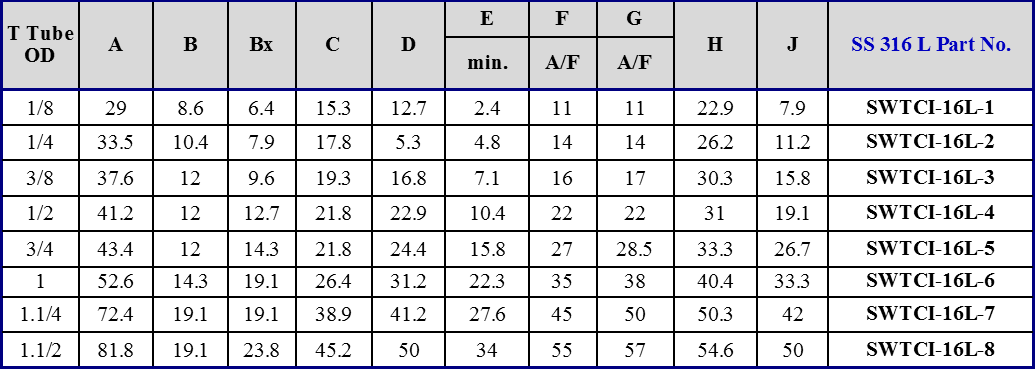 T Tube OD A B Bx C D E F G H J SS 316 L Part No.
min. A/F A/F
1/8 29 8.6 6.4 15.3 12.7 2.4 11 11 22.9 7.9 SWTCI-16L-1
1/4 33.5 10.4 7.9 17.8 5.3 4.8 14 14 26.2 11.2 SWTCI-16L-2
3/8 37.6 12 9.6 19.3 16.8 7.1 16 17 30.3 15.8 SWTCI-16L-3
1/2 41.2 12 12.7 21.8 22.9 10.4 22 22 31 19.1 SWTCI-16L-4
3/4 43.4 12 14.3 21.8 24.4 15.8 27 28.5 33.3 26.7 SWTCI-16L-5
1 52.6 14.3 19.1 26.4 31.2 22.3 35 38 40.4 33.3 SWTCI-16L-6
1.1/4 72.4 19.1 19.1 38.9 41.2 27.6 45 50 50.3 42 SWTCI-16L-7
1.1/2 81.8 19.1 23.8 45.2 50 34 55 57 54.6 50 SWTCI-16L-8